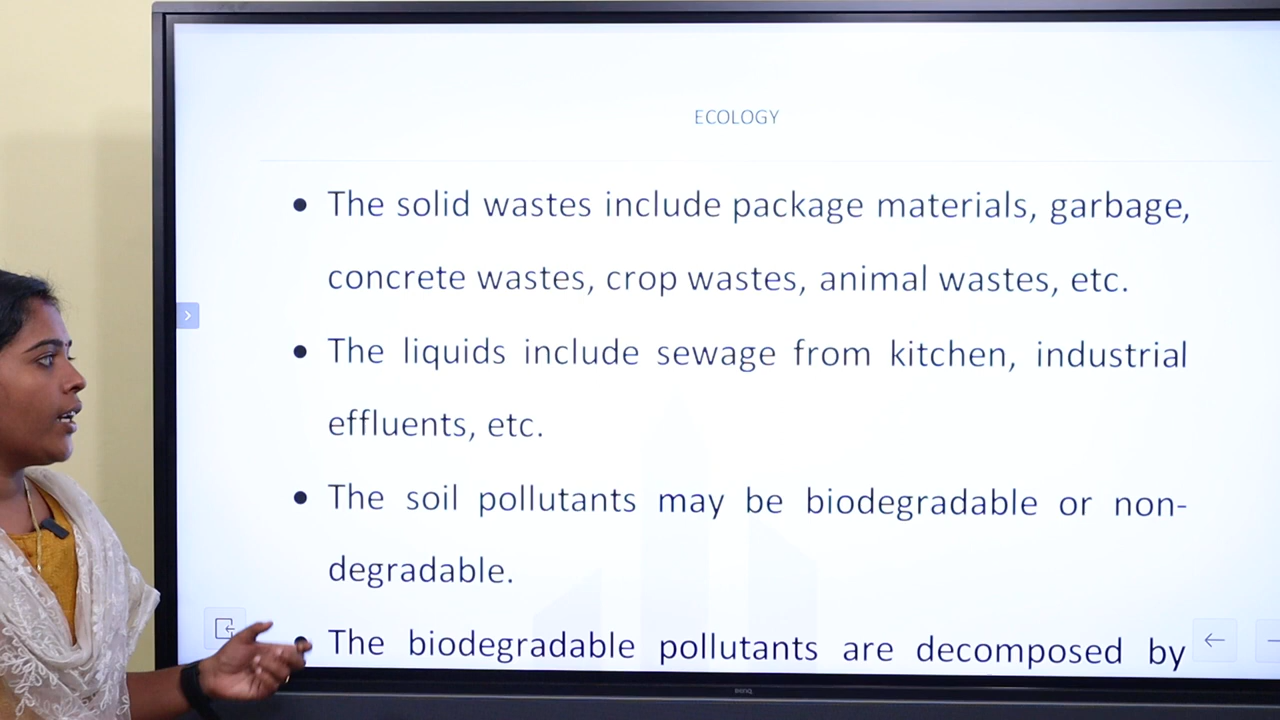 ECOLOGY
• The solid wastes include package materials, garbage,
concrete wastes, crop wastes, animal wastes, etc.
• The liquids include sewage from kitchen, industrial
effluents, etc.
• The soil pollutants may be biodegradable or non-
degradable.
• The biodegradable pollutants are decomposed by
BenQ